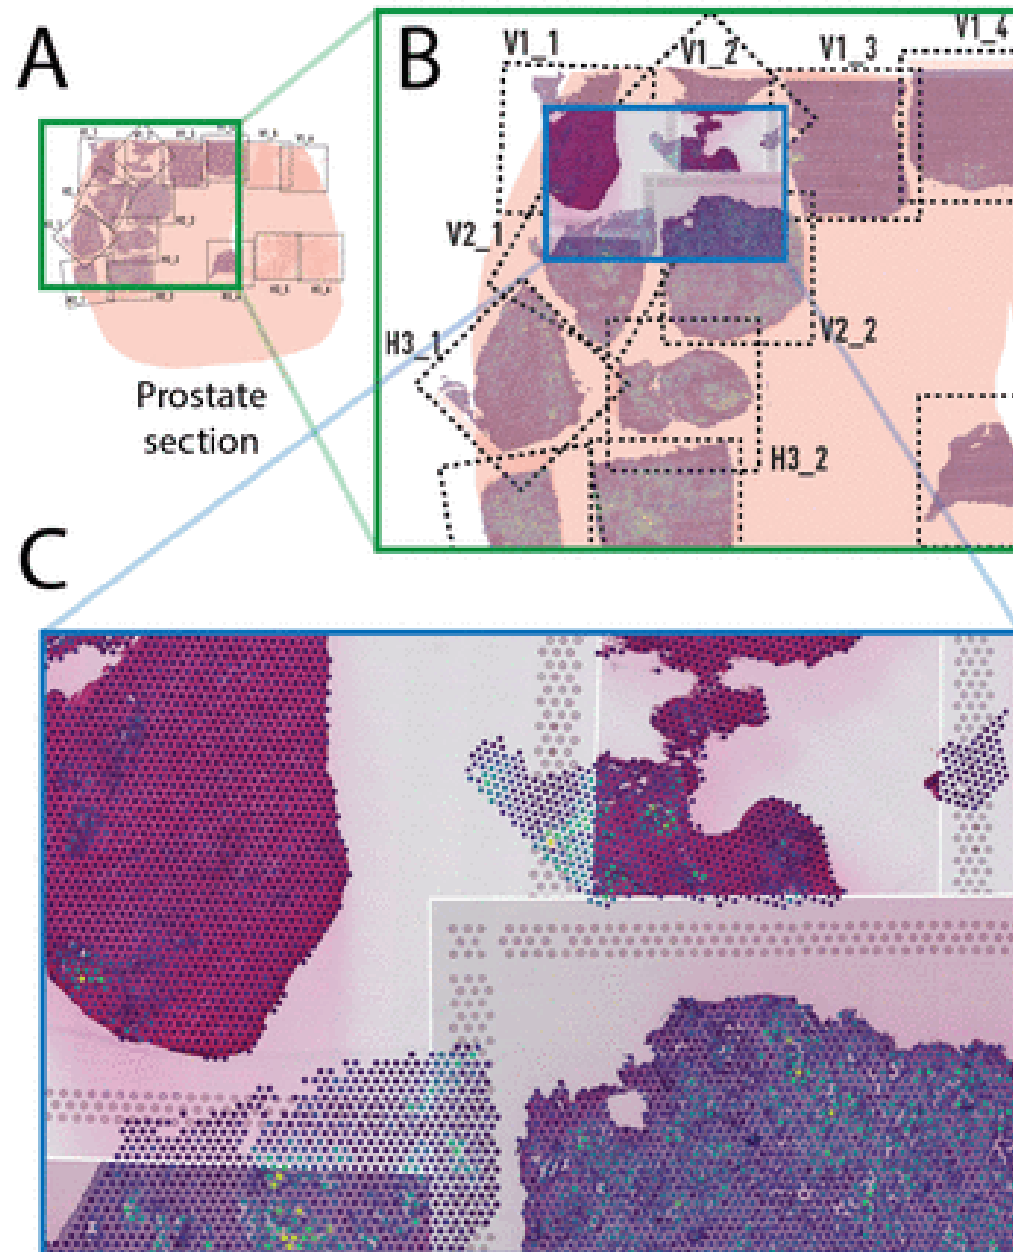 A
Prostate
section
B
V1_1
V1_2
V1_3
V1_4
V2_1
V2_2
H3_1
H3_2
C